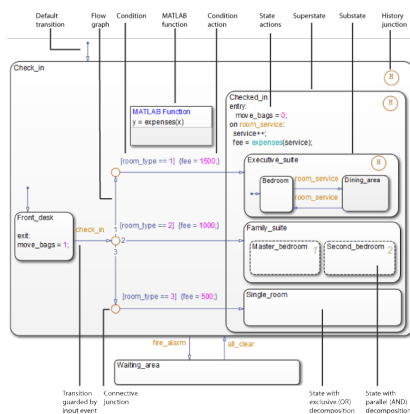 Default transition
Flow graph
Condition
MATLAB function
Condition action
State actions
Superstate
Substate
History junction
Check_in
H
MATLAB Function
y = expenses(x)
Checked_in
entry:
move_bags = 0;
on room_service:
service++;
fee = expenses(service);
[room_type == 1] {fee = 1500;}
Executive_suite
H
Bedroom
room_service
room_service
Dining_area
Front_desk
exit:
move_bags = 1;
check_in
1
2
3
[room_type == 2] {fee = 1000;}
Family_suite
Master_bedroom 1
Second_bedroom 2
[room_type == 3] {fee = 500;}
Single_room
fire_alarm
all_clear
Waiting_area
Transition guarded by input event
Connective junction
State with exclusive (OR) decomposition
State with parallel (AND) decomposition